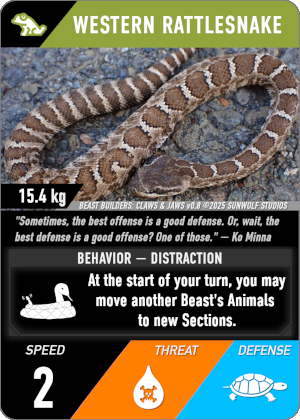 WESTERN RATTLESNAKE
15.4 kg
BEAST BUILDERS: CLAWS & JAWS v0.8 ©2025 SUNWOLF STUDIOS
"Sometimes, the best offense is a good defense. Or, wait, the
best defense is a good offense? One of those." — Ko Minna
BEHAVIOR — DISTRACTION
At the start of your turn, you may
move another Beast's Animals
to new Sections.
SPEED
THREAT
DEFENSE
2